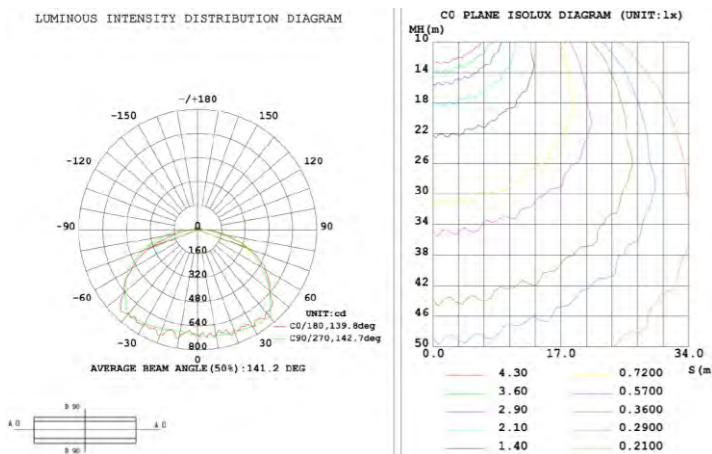 LUMINOUS INTENSITY DISTRIBUTION DIAGRAM
-/+180
-150 150
-120 120
-90 90
0
160
320
-60 60
480
640
-30 30
800
0
UNIT:cd
C0/180,139.8deg
C90/270,142.7deg
AVERAGE BEAM ANGLE(50%):141.2 DEG
B 90
A 0 A 0
B 90
C0 PLANE ISOLUX DIAGRAM (UNIT:lx)
MH(m)
10
14
18
22
26
30
34
38
42
46
50
0.0 17.0 34.0
S(m
4.30 0.7200
3.60 0.5700
2.90 0.3600
2.10 0.2900
1.40 0.2100